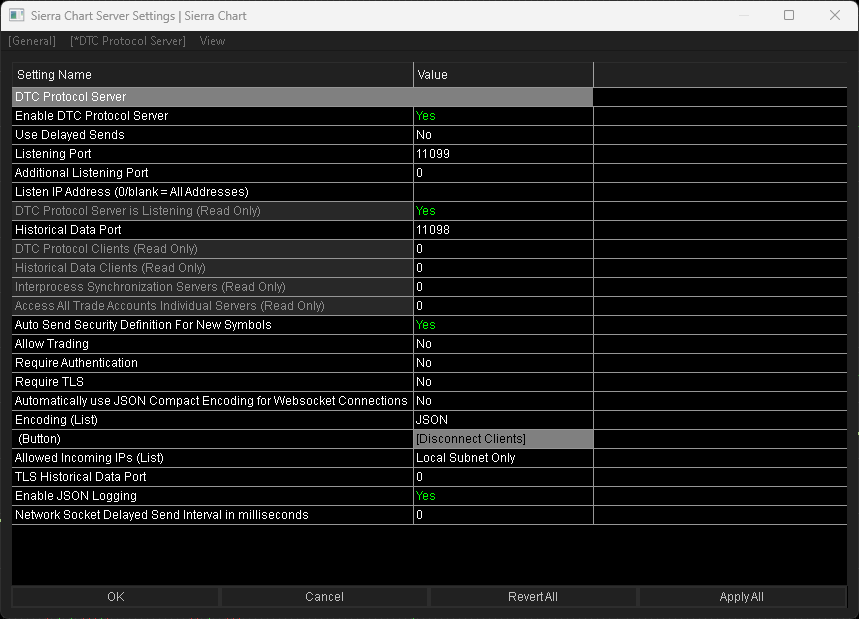 Sierra Chart Server Settings | Sierra Chart
[General] [*DTC Protocol Server] View
Setting Name Value
DTC Protocol Server
Enable DTC Protocol Server Yes
Use Delayed Sends No
Listening Port 11099
Additional Listening Port 0
Listen IP Address (0/blank = All Addresses)
DTC Protocol Server is Listening (Read Only) Yes
Historical Data Port 11098
DTC Protocol Clients (Read Only) 0
Historical Data Clients (Read Only) 0
Interprocess Synchronization Servers (Read Only) 0
Access All Trade Accounts Individual Servers (Read Only) 0
Auto Send Security Definition For New Symbols Yes
Allow Trading No
Require Authentication No
Require TLS No
Automatically use JSON Compact Encoding for Websocket Connections No
Encoding (List) JSON
(Button) [Disconnect Clients]
Allowed Incoming IPs (List) Local Subnet Only
TLS Historical Data Port 0
Enable JSON Logging Yes
Network Socket Delayed Send Interval in milliseconds 0
OK Cancel Revert All Apply All